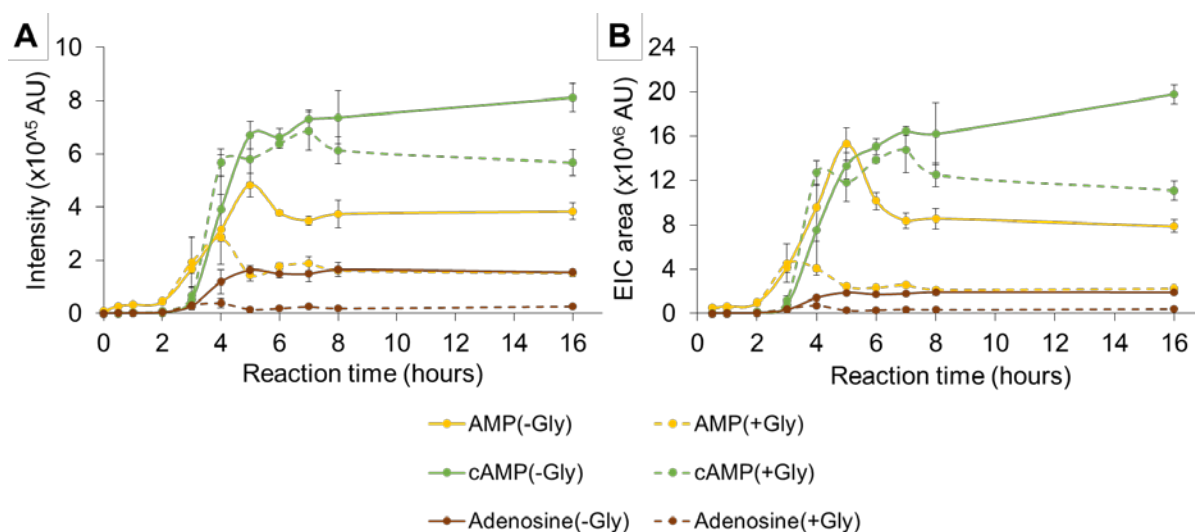 A
B
Intensity (x10^5 AU)
10
8
6
4
2
0
0 2 4 6 8 10 12 14 16
Reaction time (hours)
EIC area (x10^6 AU)
24
20
16
12
8
4
0
0 2 4 6 8 10 12 14 16
Reaction time (hours)
AMP(-Gly)
AMP(+Gly)
cAMP(-Gly)
cAMP(+Gly)
Adenosine(-Gly)
Adenosine(+Gly)